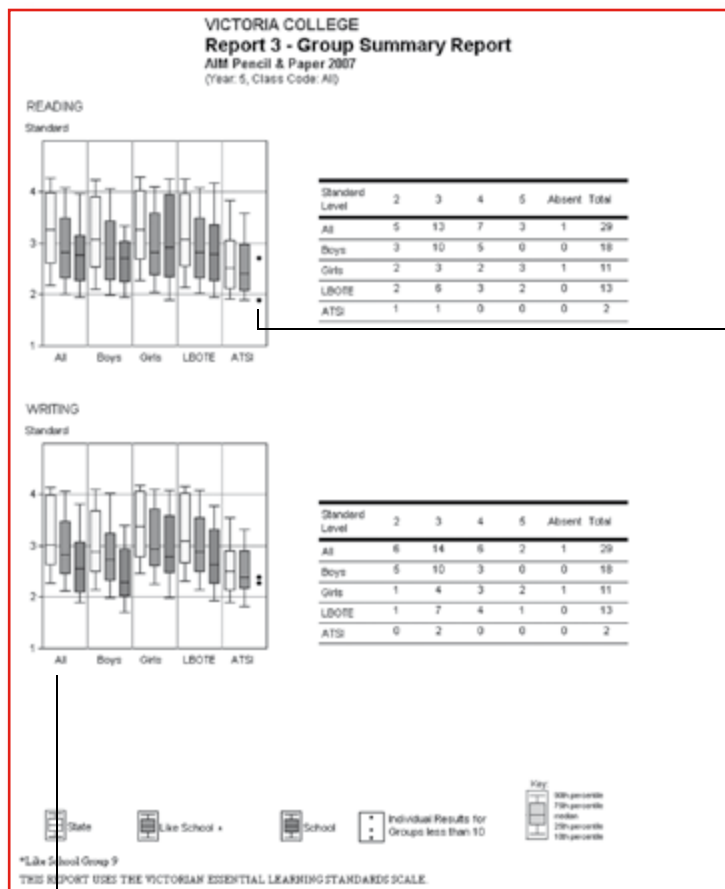 VICTORIA COLLEGE
Report 3 - Group Summary Report
AIM Pencil & Paper 2007
(Year: 5, Class Code: All)
READING
Standard
4
3
2
1
All Boys Girls LBOTE ATSI
Standard Level 2 3 4 5 Absent Total
All 5 13 7 3 1 29
Boys 3 10 5 0 0 18
Girls 2 3 2 3 1 11
LBOTE 2 6 3 2 0 13
ATSI 1 1 0 0 0 2
WRITING
Standard
4
3
2
1
All Boys Girls LBOTE ATSI
Standard Level 2 3 4 5 Absent Total
All 6 14 6 2 1 29
Boys 5 10 3 0 0 18
Girls 1 4 3 2 1 11
LBOTE 1 7 4 1 0 13
ATSI 0 2 0 0 0 2
State
Like School *
School
Individual Results for
Groups less than 10
Key:
90th percentile
75th percentile
median
25th percentile
10th percentile
*Like School Group 9
THIS REPORT USES THE VICTORIAN ESSENTIAL LEARNING STANDARDS SCALE.